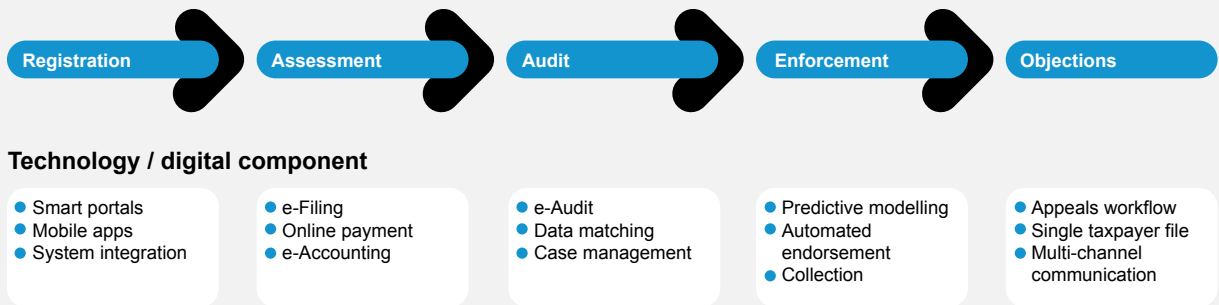 Registration
Assessment
Audit
Enforcement
Objections
Technology / digital component
Smart portals
Mobile apps
System integration
e-Filing
Online payment
e-Accounting
e-Audit
Data matching
Case management
Predictive modelling
Automated
endorsement
Collection
Appeals workflow
Single taxpayer file
Multi-channel
communication